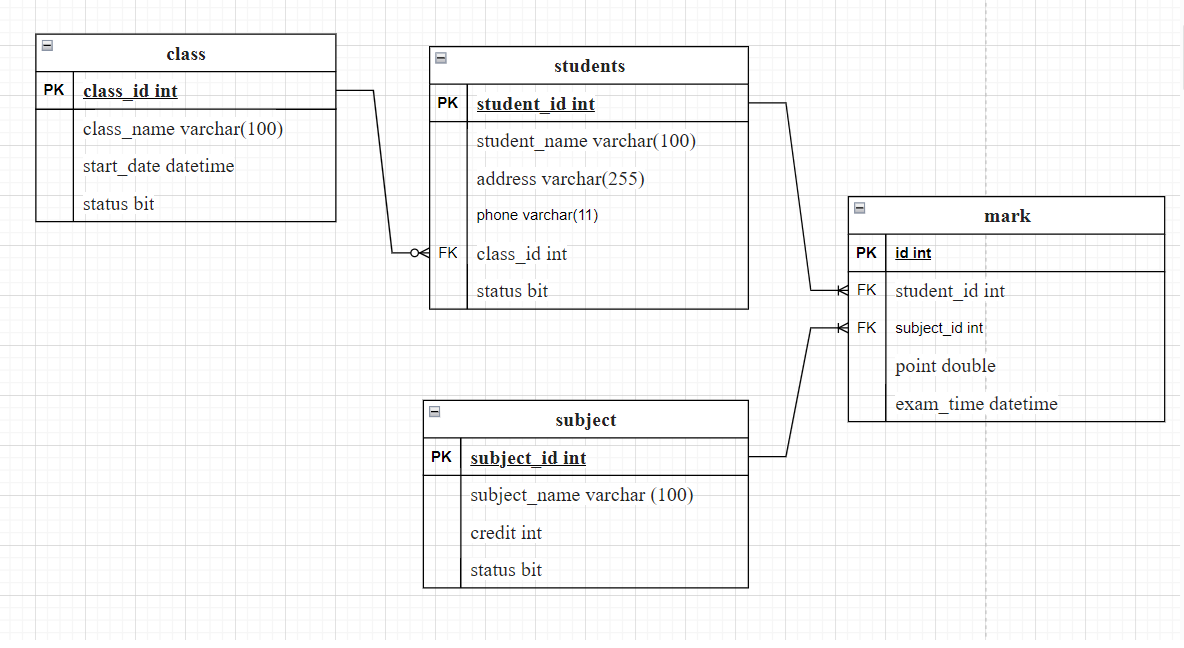 class
PK class_id int
class_name varchar(100)
start_date datetime
status bit
students
PK student_id int
student_name varchar(100)
address varchar(255)
phone varchar(11)
FK class_id int
status bit
mark
PK id int
FK student_id int
FK subject_id int
point double
exam_time datetime
subject
PK subject_id int
subject_name varchar (100)
credit int
status bit